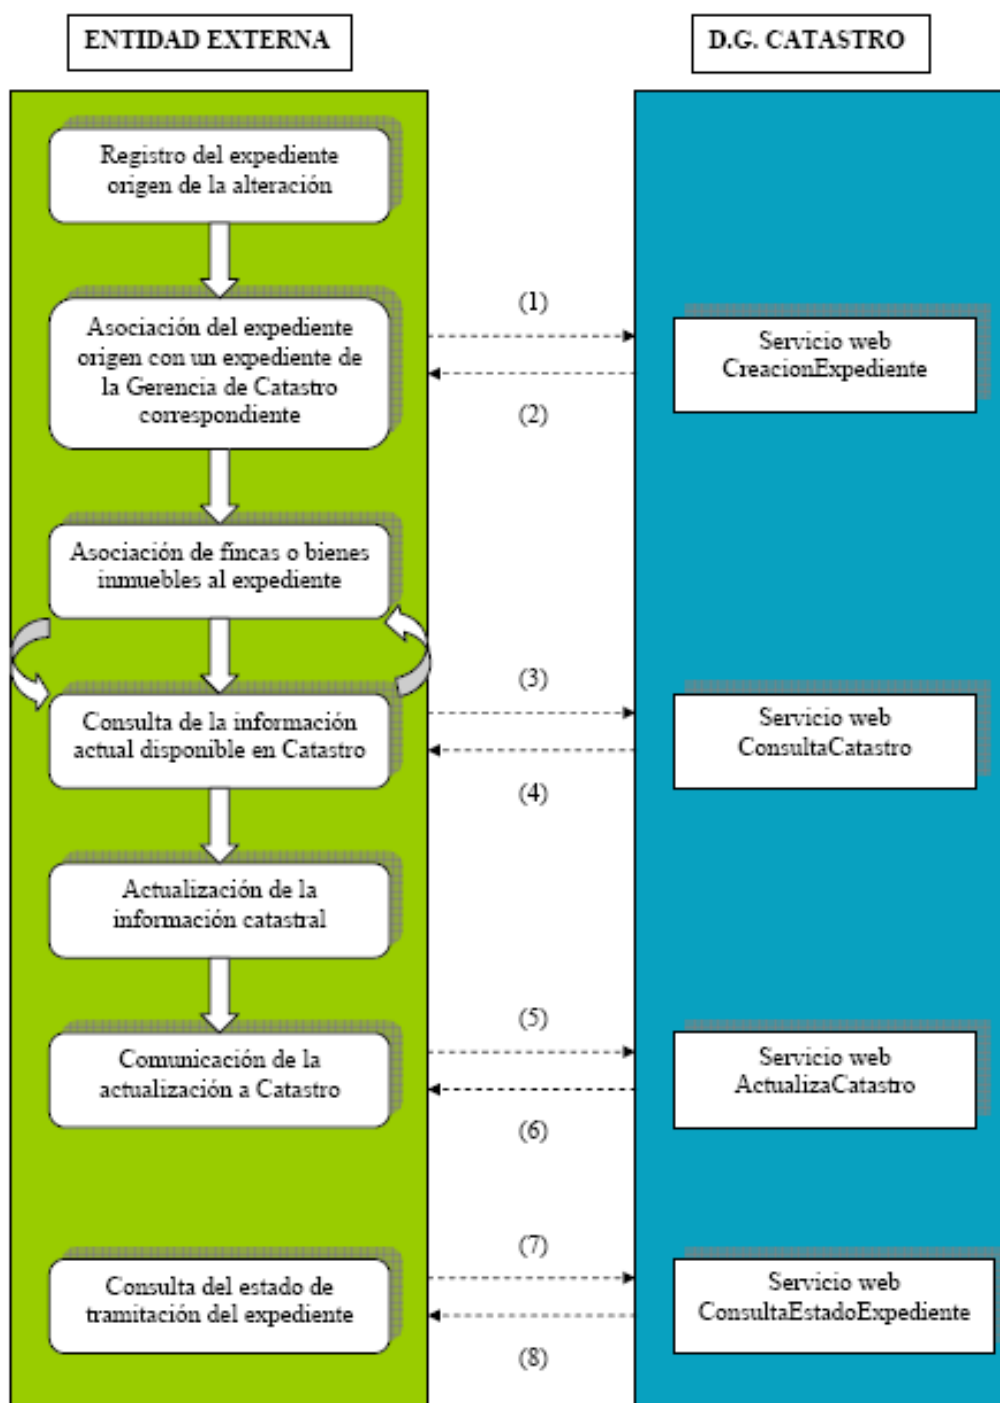 ENTIDAD EXTERNA
D.G. CATASTRO
Registro del expediente
origen de la alteración
Asociación del expediente
origen con un expediente de
la Gerencia de Catastro
correspondiente
(1)
(2)
Servicio web
CreacionExpediente
Asociación de fincas o bienes
inmuebles al expediente
Consulta de la información
actual disponible en Catastro
(3)
(4)
Servicio web
ConsultaCatastro
Actualización de la
información catastral
Comunicación de la
actualización a Catastro
(5)
(6)
Servicio web
ActualizaCatastro
Consulta del estado de
tramitación del expediente
(7)
(8)
Servicio web
ConsultaEstadoExpediente